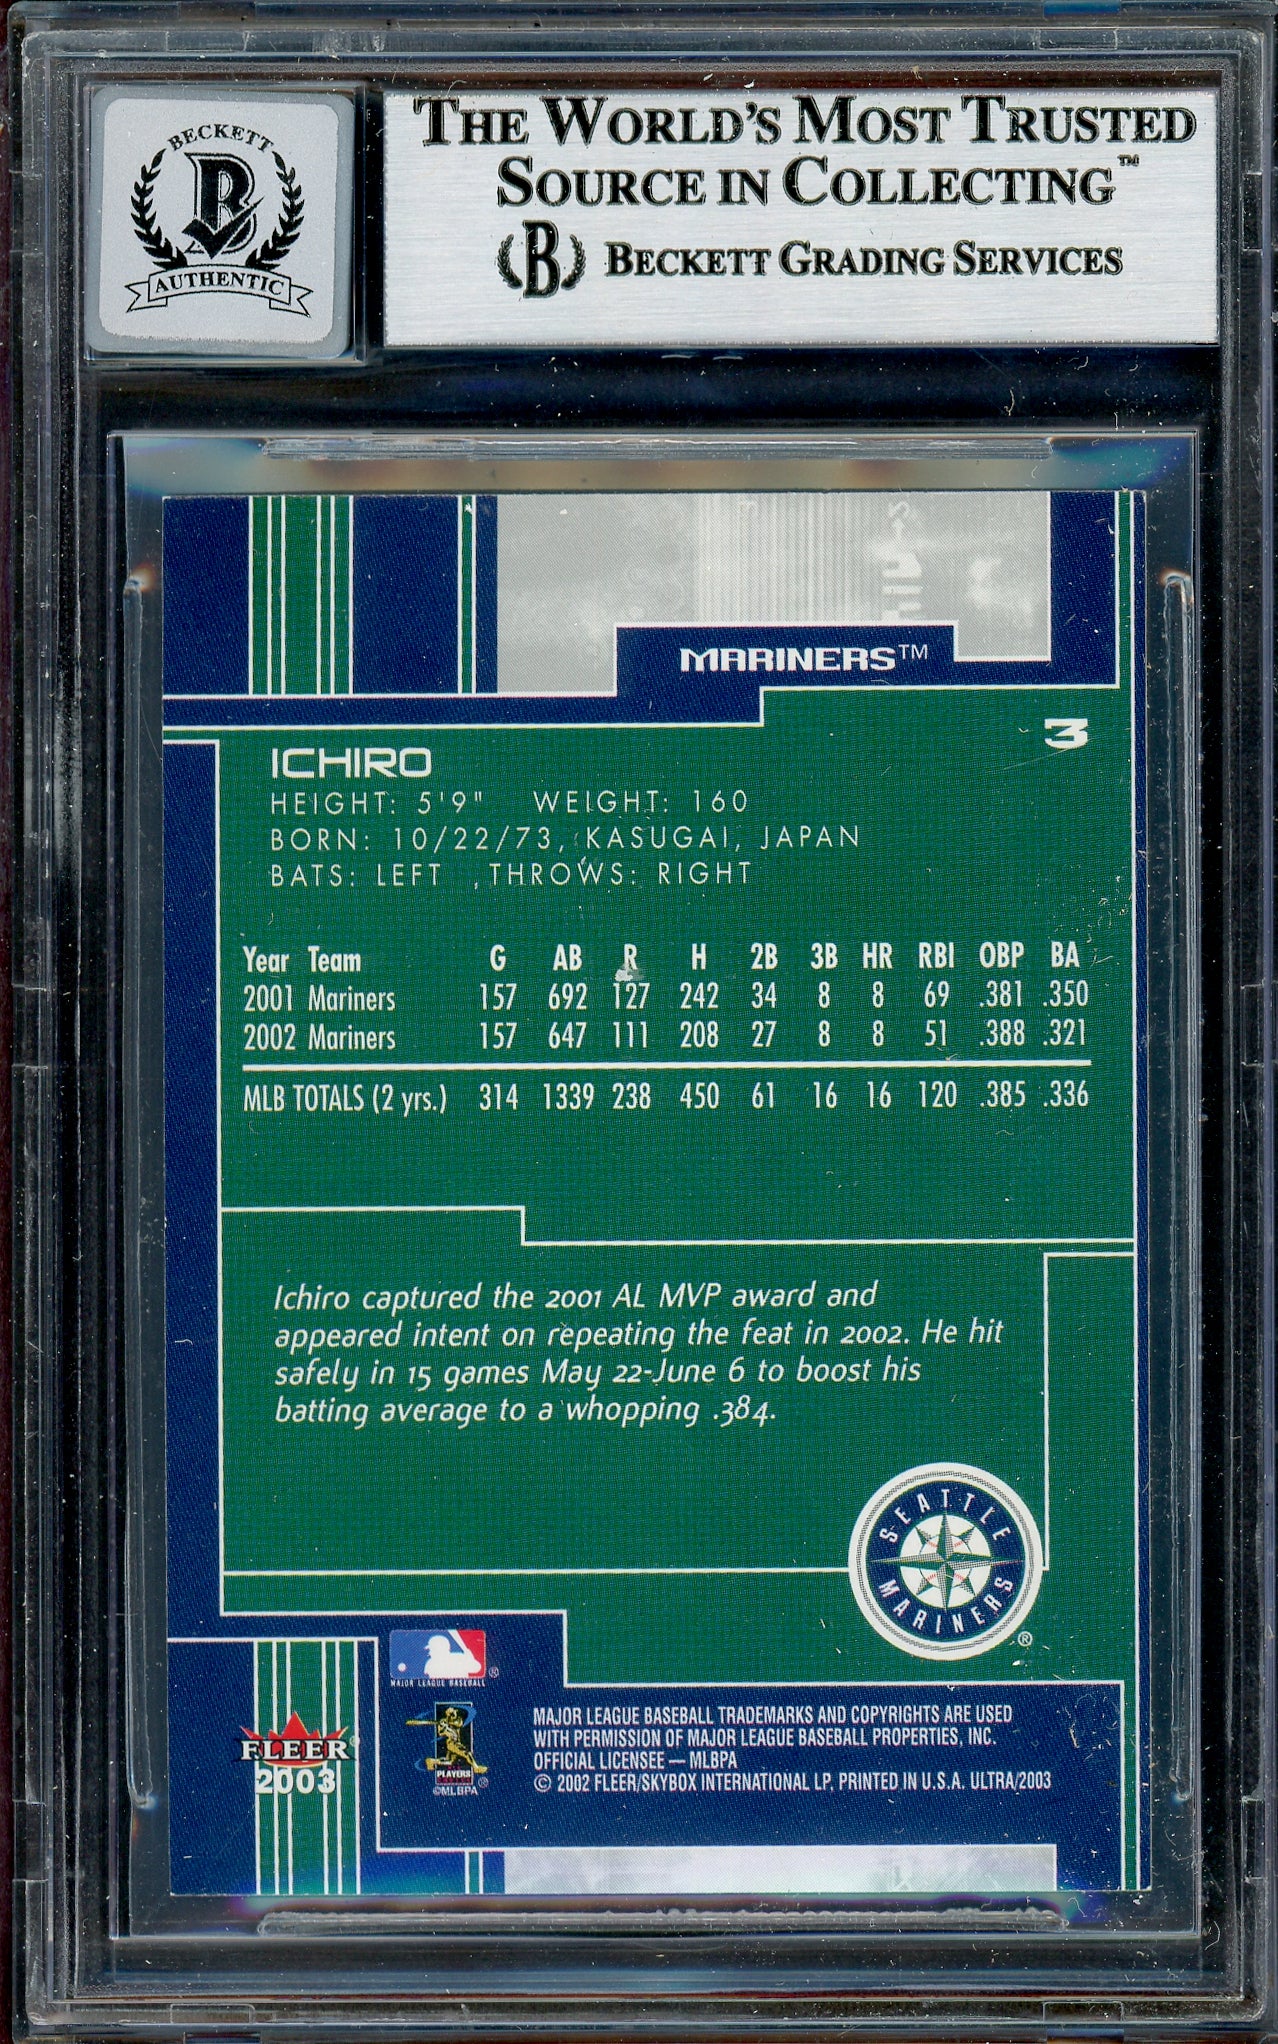 BECKETT
B
AUTHENTIC
THE WORLD'S MOST TRUSTED
SOURCE IN COLLECTING™
B BECKETT GRADING SERVICES
MARINERS™
3
ICHIRO
HEIGHT: 5'9" WEIGHT: 160
BORN: 10/22/73, KASUGAI, JAPAN
BATS: LEFT THROWS: RIGHT
Year Team G AB R H 2B 3B HR RBI OBP BA
2001 Mariners 157 692 127 242 34 8 8 69 .381 .350
2002 Mariners 157 647 111 208 27 8 8 51 .388 .321
MLB TOTALS (2 yrs.) 314 1339 238 450 61 16 16 120 .385 .336
Ichiro captured the 2001 AL MVP award and
appeared intent on repeating the feat in 2002. He hit
safely in 15 games May 22-June 6 to boost his
batting average to a whopping .384.
SEATTLE
MARINERS
®
MAJOR LEAGUE BASEBALL ®
FLEER ®
2003
PLAYERS
®
©MLBPA
MAJOR LEAGUE BASEBALL TRADEMARKS AND COPYRIGHTS ARE USED
WITH PERMISSION OF MAJOR LEAGUE BASEBALL PROPERTIES, INC.
OFFICIAL LICENSEE — MLBPA
© 2002 FLEER/SKYBOX INTERNATIONAL LP. PRINTED IN U.S.A. ULTRA/2003